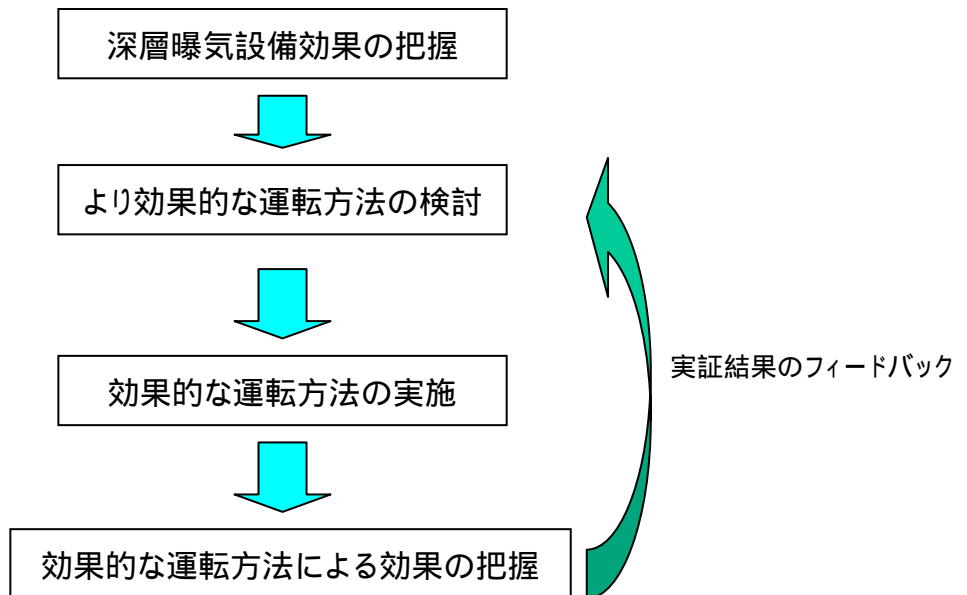 深層曝気設備効果の把握
より効果的な運転方法の検討
効果的な運転方法の実施
実証結果のフィードバック
効果的な運転方法による効果の把握